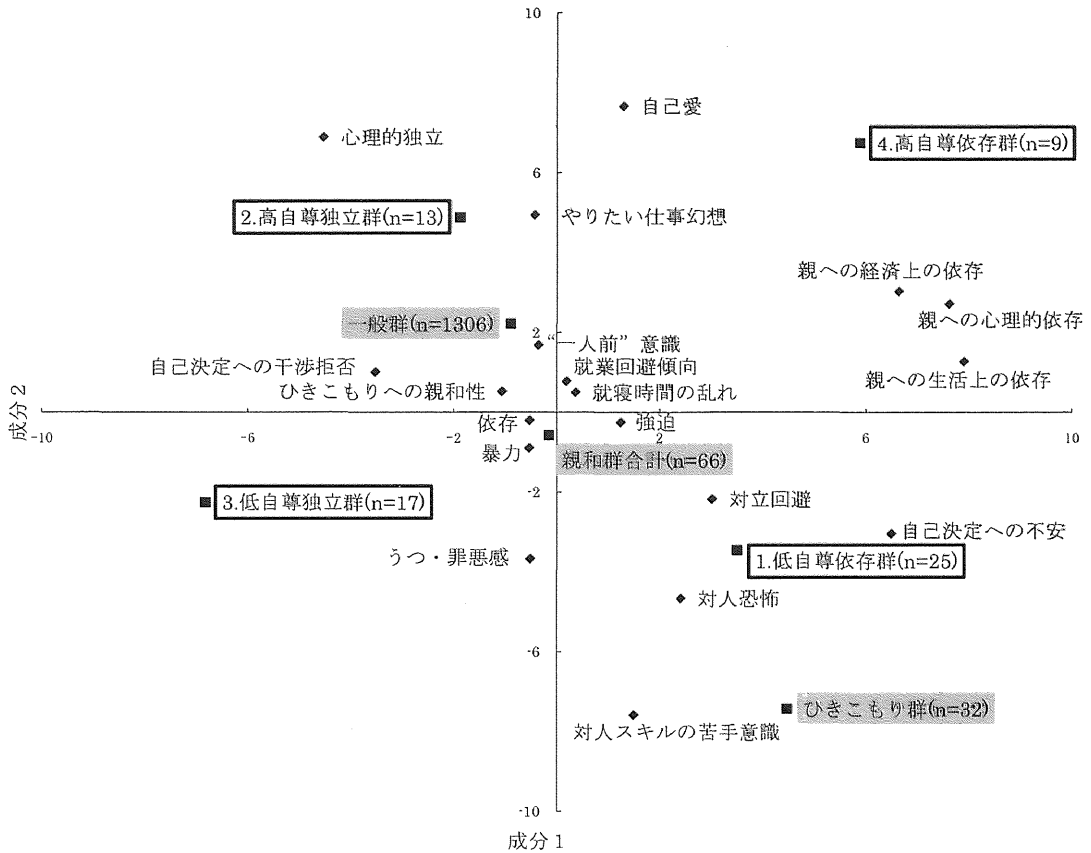 10
自己愛
心理的独立
4.高自尊依存群(n=9)
6
2.高自尊独立群(n=13)
やりたい仕事幻想
親への経済上の依存
親への心理的依存
一般群(n=1306)
2
“一人前”意識
自己決定への干渉拒否
就業回避傾向
親への生活上の依存
ひきこもりへの親和性
就寝時間の乱れ
成分2
-10
-6
-2
依存
強迫
2
6
10
暴力
親和群合計(n=66)
-2
3.低自尊独立群(n=17)
対立回避
自己決定への不安
うつ・罪悪感
1.低自尊依存群(n=25)
対人恐怖
-6
ひきこもり群(n=32)
対人スキルの苦手意識
-10
成分1